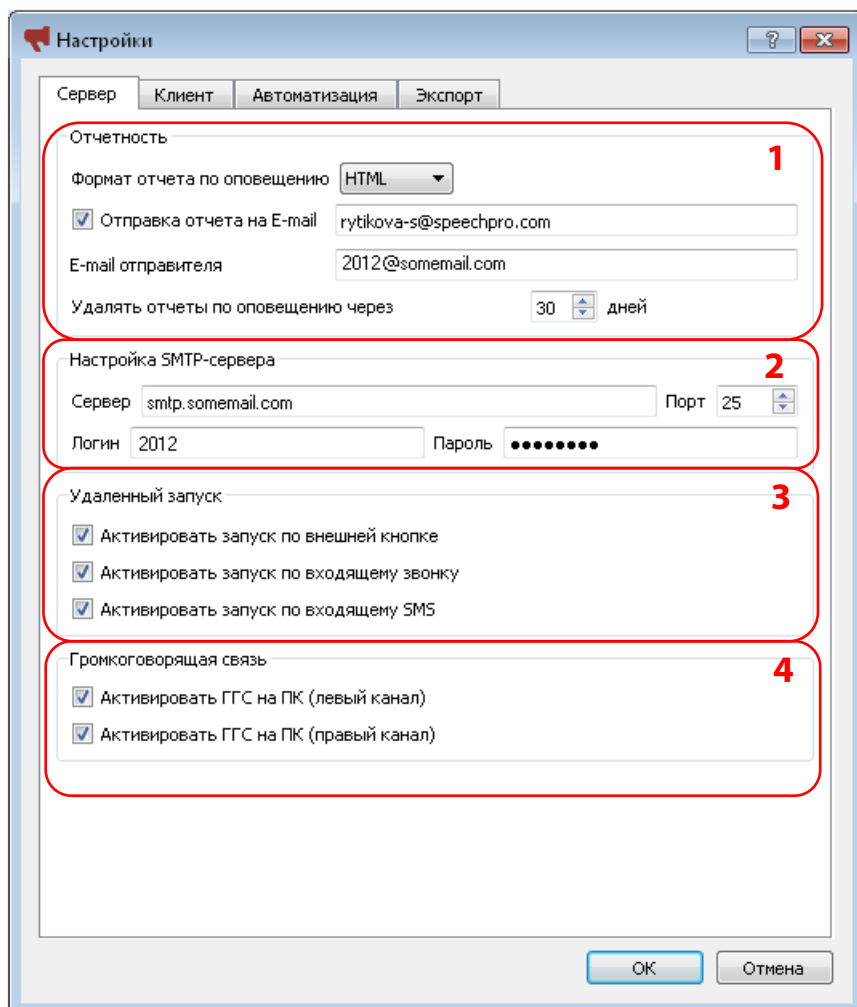 Настройки
Сервер Клиент Автоматизация Экспорт
Отчетность 1
Формат отчета по оповещению HTML
Отправка отчета на E-mail rytikova-s@speechpro.com
E-mail отправителя 2012@somemail.com
Удалять отчеты по оповещению через 30 дней
Настройка SMTP-сервера 2
Сервер smtp.somemail.com Порт 25
Логин 2012 Пароль ●●●●●●●●
Удаленный запуск 3
Активировать запуск по внешней кнопке
Активировать запуск по входящему звонку
Активировать запуск по входящему SMS
Громкоговорящая связь 4
Активировать ГГС на ПК (левый канал)
Активировать ГГС на ПК (правый канал)
OK Отмена